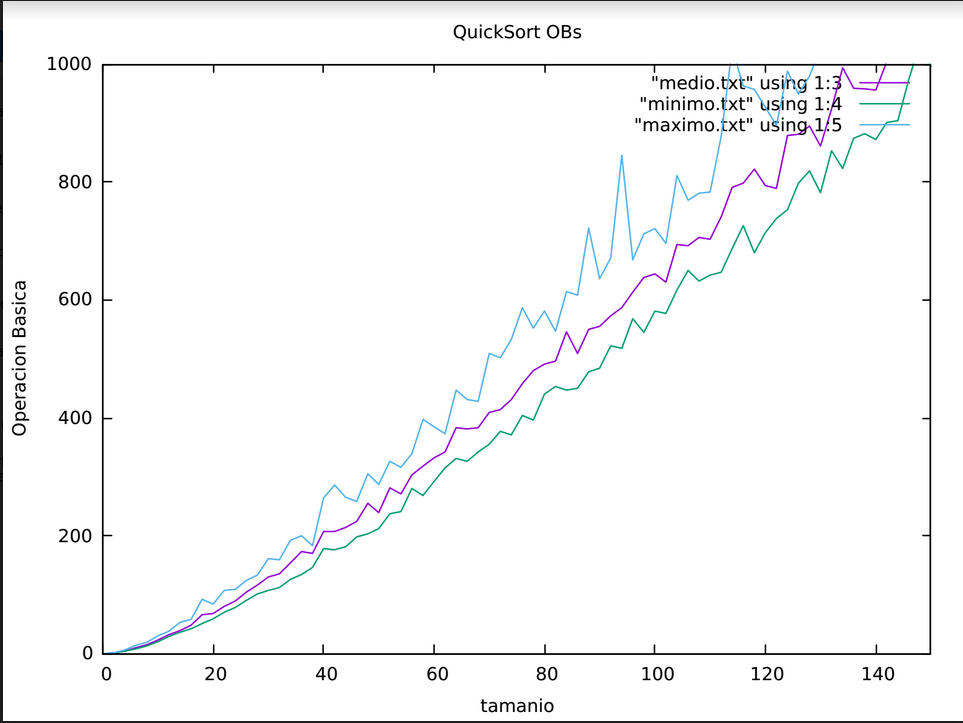 QuickSort OBs
1000
800
600
400
200
0
Operacion Basica
"medio.txt" using 1:3
"minimo.txt" using 1:4
"maximo.txt" using 1:5
0 20 40 60 80 100 120 140
tamanio